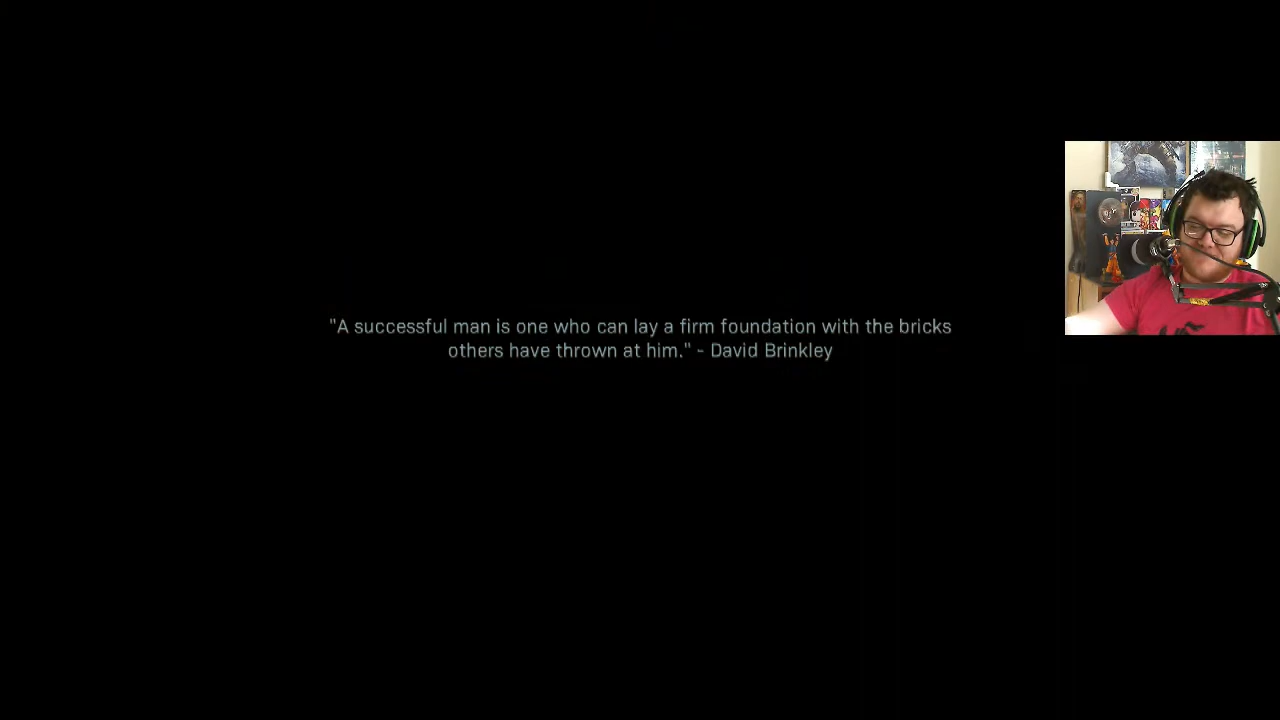 "A successful man is one who can lay a firm foundation with the bricks
others have thrown at him." - David Brinkley